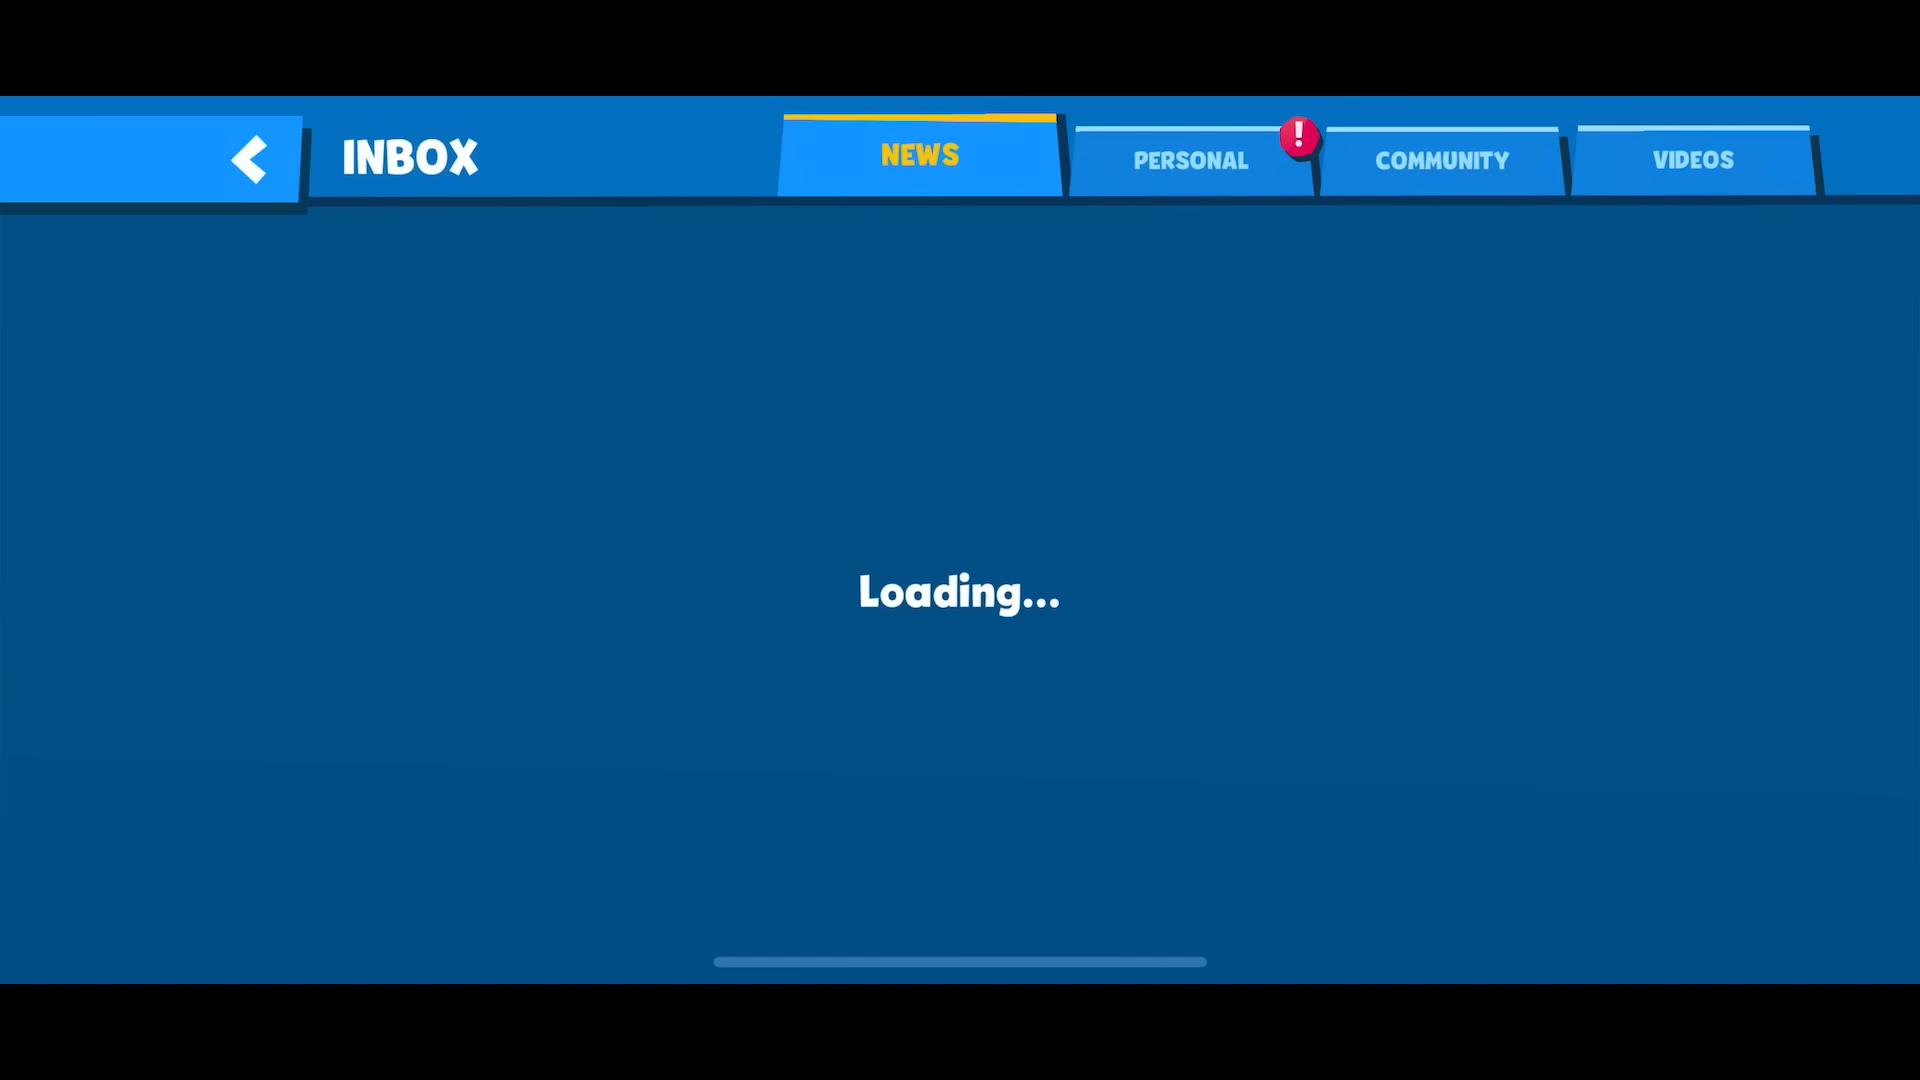 INBOX
NEWS
PERSONAL
!
COMMUNITY
VIDEOS
Loading...